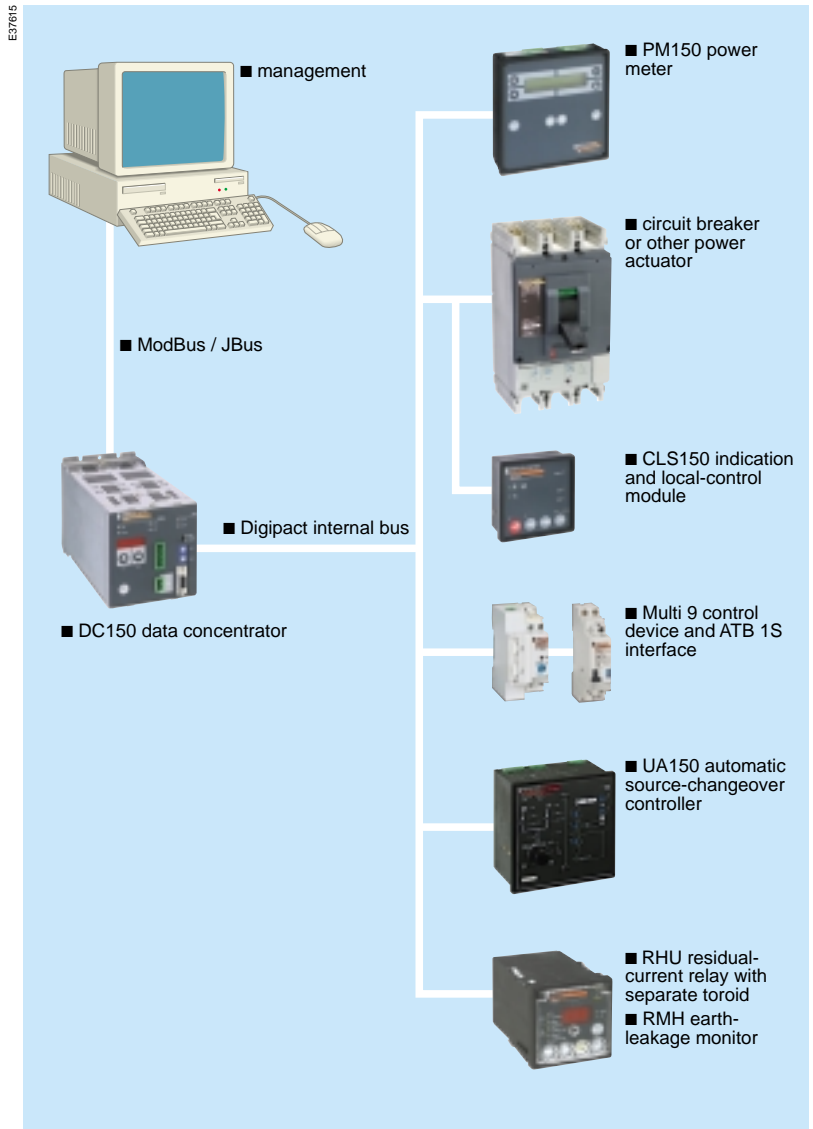 E37615
■ management
■ PM150 power
meter
■ circuit breaker
or other power
actuator
■ ModBus / JBus
■ CLS150 indication
and local-control
module
■ Digipact internal bus
■ DC150 data concentrator
■ Multi 9 control
device and ATB 1S
interface
■ UA150 automatic
source-changeover
controller
■ RHU residual-
current relay with
separate toroid
■ RMH earth-
leakage monitor